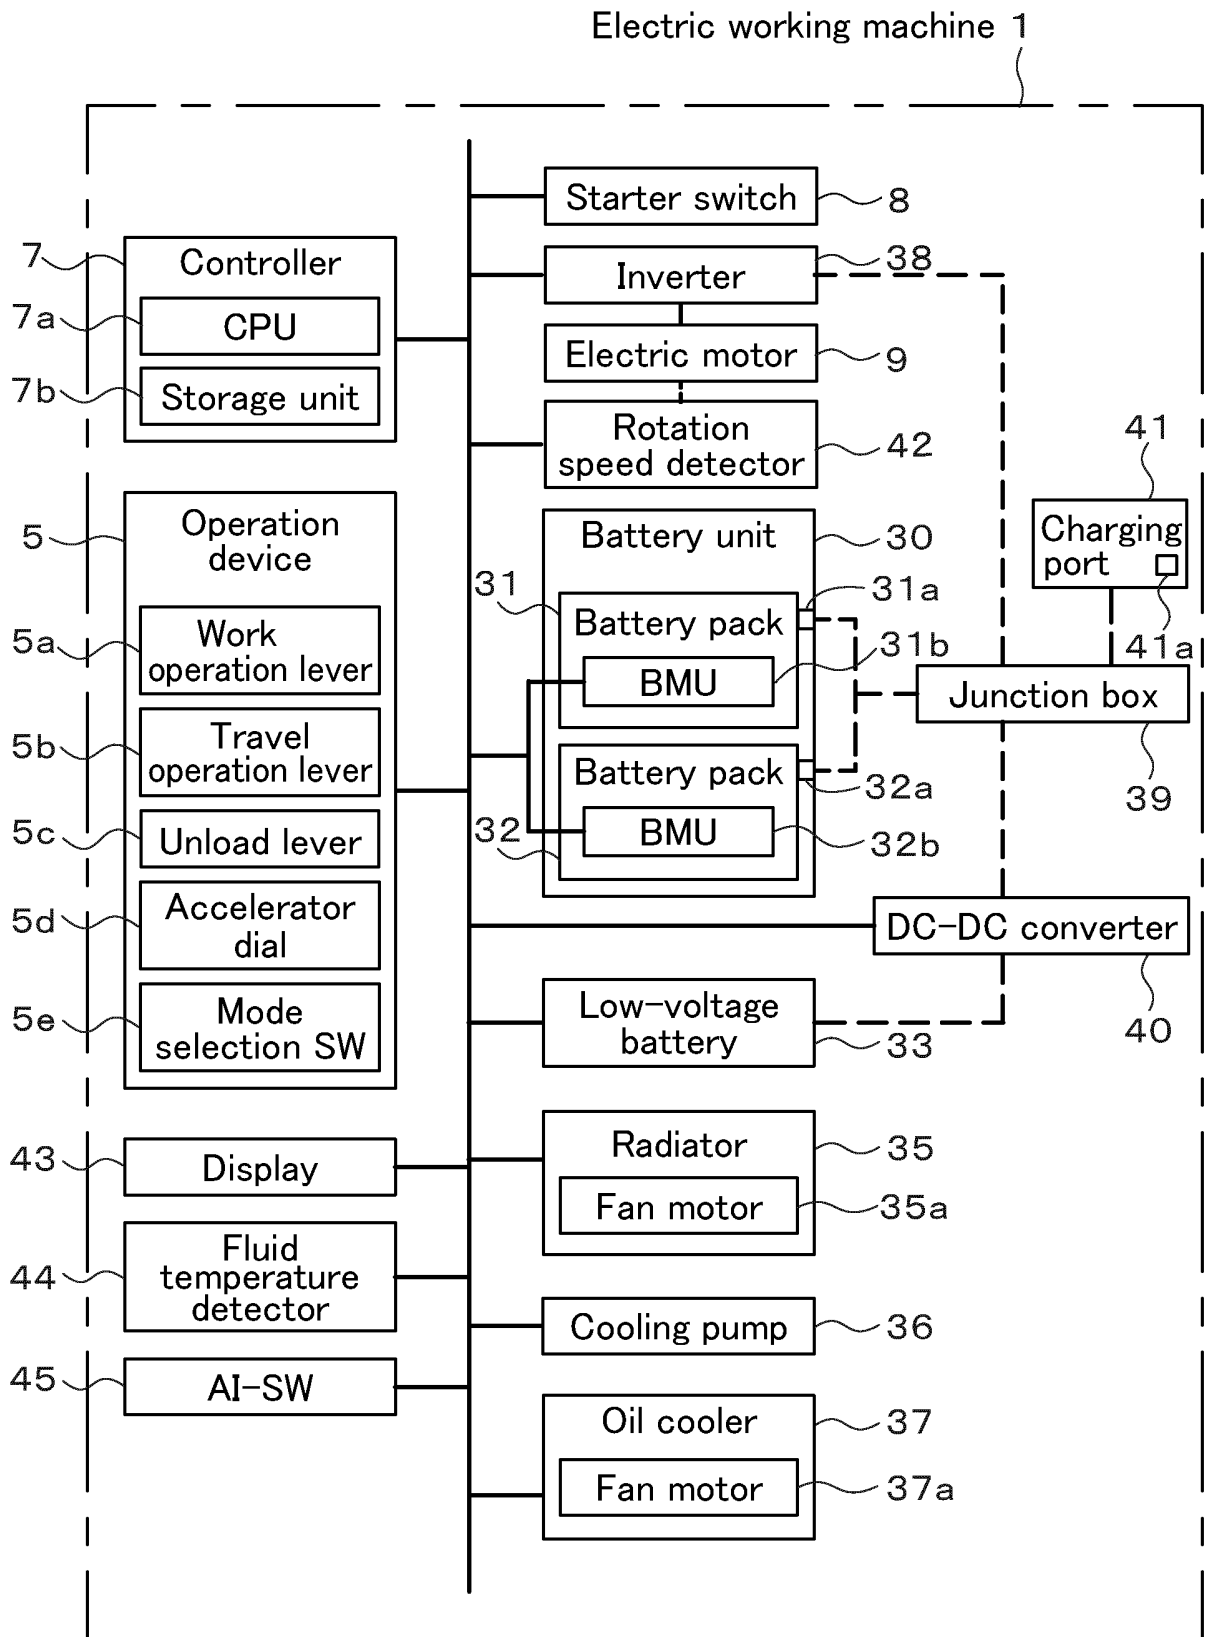 Electric working machine 1
Starter switch
8
7
Controller
7a
CPU
7b
Storage unit
38
Inverter
Electric motor
9
Rotation
speed detector
42
5
Operation
device
5a
Work
operation lever
5b
Travel
operation lever
5c
Unload lever
5d
Accelerator
dial
5e
Mode
selection SW
Battery unit
30
31
31a
Battery pack
31b
BMU
Battery pack
32a
32
BMU
32b
41
Charging
port
41a
Junction box
39
DC-DC converter
40
Low-voltage
battery
33
43
Display
44
Fluid
temperature
detector
45
AI-SW
Radiator
35
Fan motor
35a
Cooling pump
36
Oil cooler
37
Fan motor
37a